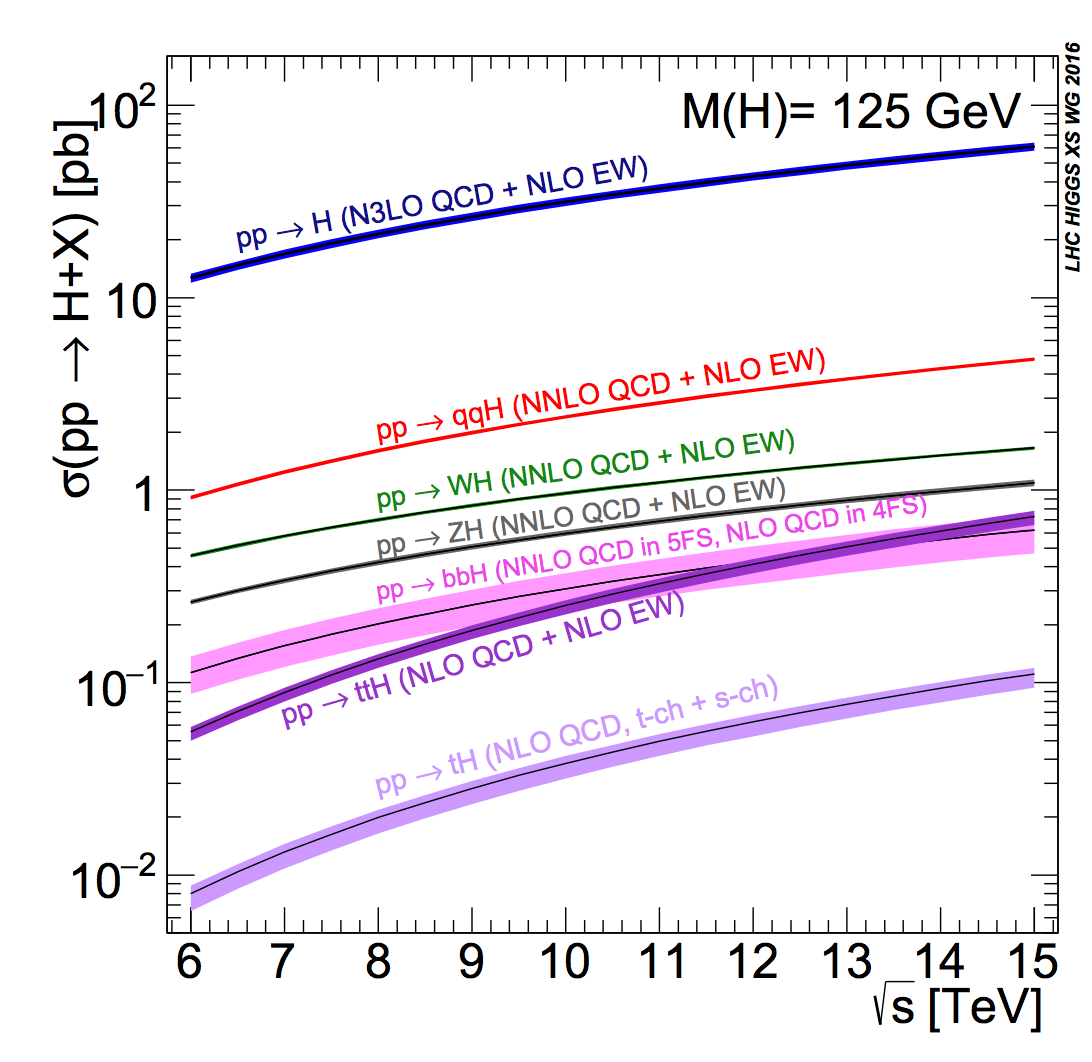 LHC HIGGS XS WG 2016
M(H)= 125 GeV
σ(pp → H+X) [pb]
10²
10
1
10⁻¹
10⁻²
pp → H (N3LO QCD + NLO EW)
pp → qqH (NNLO QCD + NLO EW)
pp → WH (NNLO QCD + NLO EW)
pp → ZH (NNLO QCD + NLO EW)
pp → bbH (NNLO QCD in 5FS, NLO QCD in 4FS)
pp → ttH (NLO QCD + NLO EW)
pp → tH (NLO QCD, t-ch + s-ch)
6 7 8 9 10 11 12 13 14 15
√s [TeV]